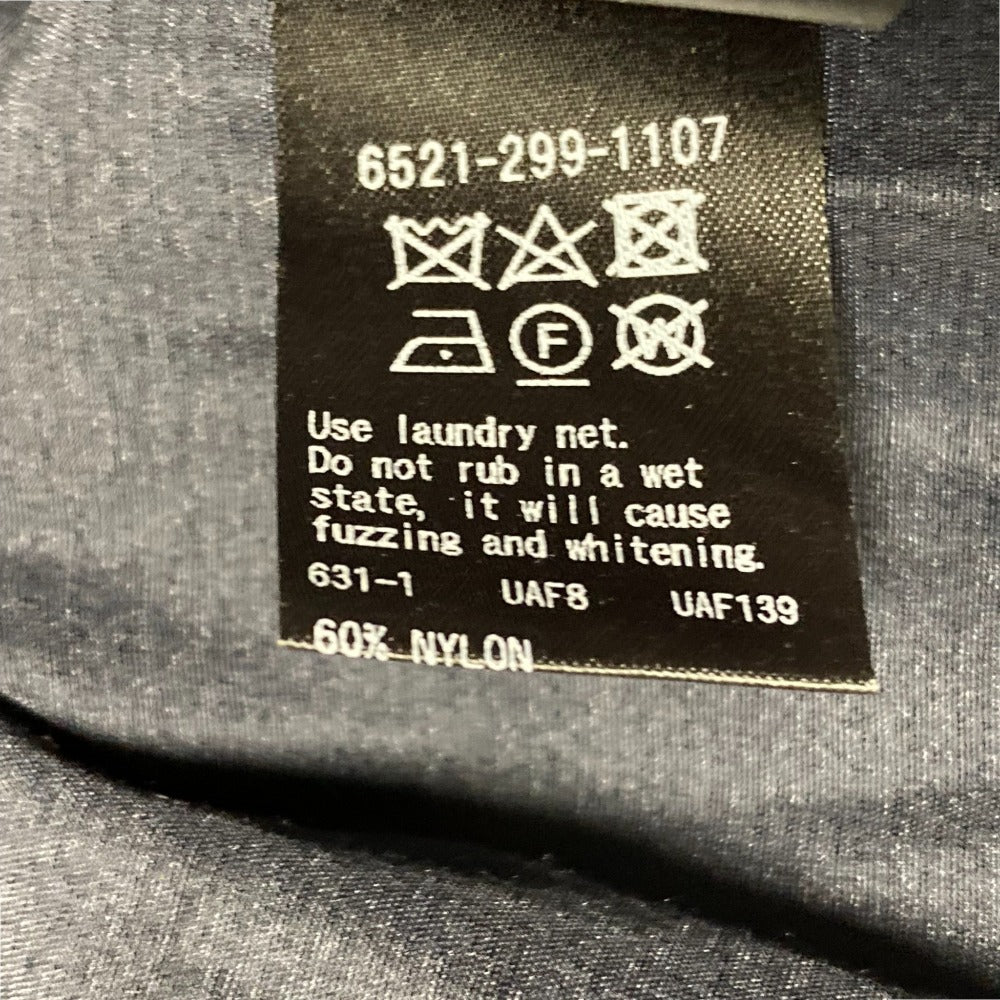 6521-299-1107
F W
Use laundry net.
Do not rub in a wet
state, it will cause
fuzzing and whitening.
631-1 UAF8 UAF139
60% NYLON